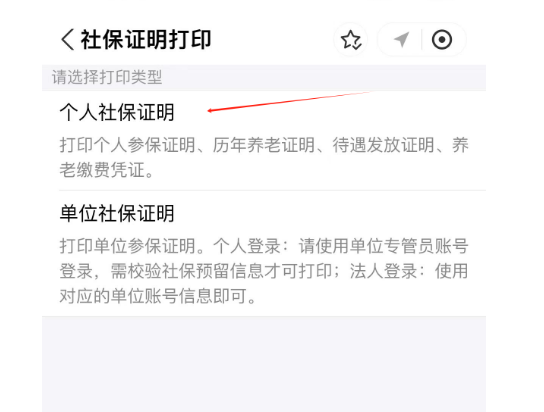 社保证明打印
请选择打印类型
个人社保证明
打印个人参保证明、历年养老证明、待遇发放证明、养
老缴费凭证。
单位社保证明
打印单位参保证明。个人登录：请使用单位专管员账号
登录，需校验社保预留信息才可打印；法人登录：使用
对应的单位账号信息即可。